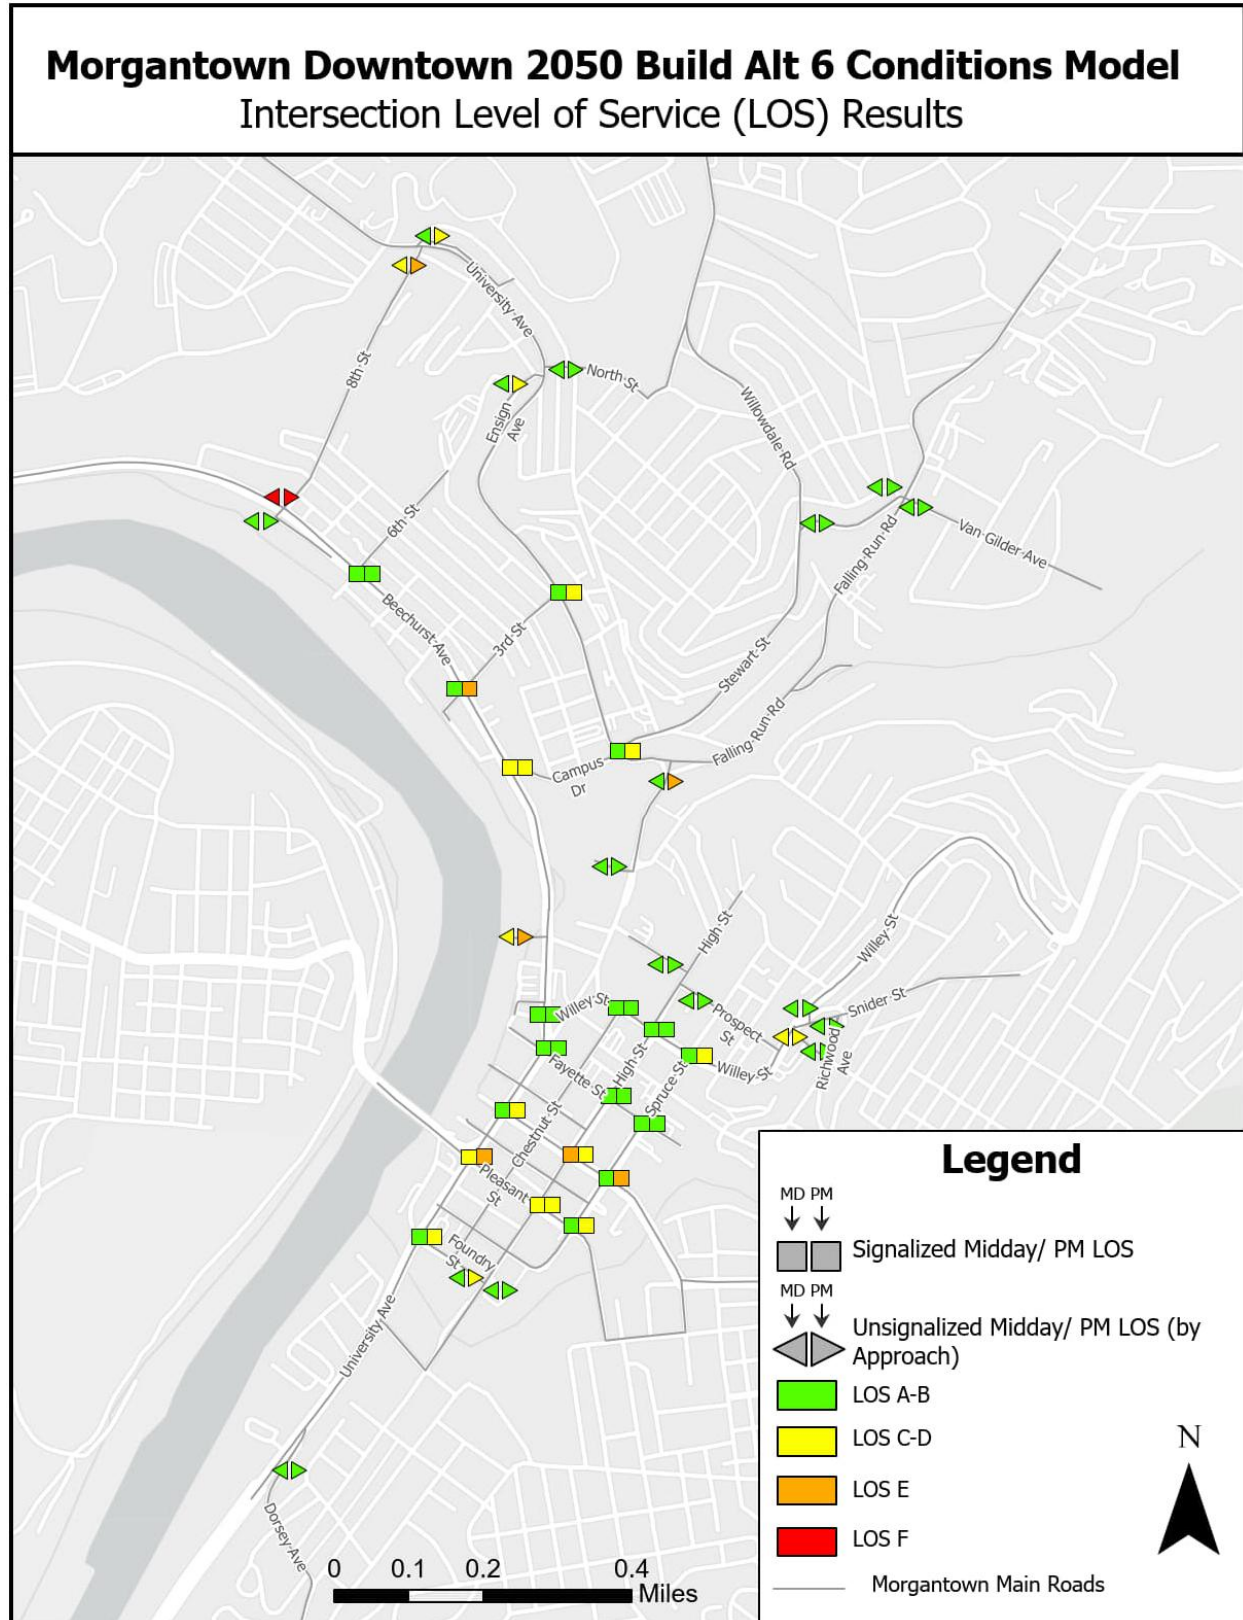 Morgantown Downtown 2050 Build Alt 6 Conditions Model
Intersection Level of Service (LOS) Results
University Ave
8th St
North St
Ensign
Ave
Willowdale Rd
6th St
Van Gilder Ave
Falling Run Rd
Beechurst Ave
3rd St
Stewart St
Falling Run Rd
Campus
Dr
High St
Willey St
Willey St
Snider St
Prospect
St
Richwood
Ave
Fayette St
High St
Willey St
Spruce St
Chestnut St
Pleasant
St
Foundry
St
University Ave
Dorsey Ave
0 0.1 0.2 0.4
Miles
Legend
MD PM
Signalized Midday/ PM LOS
MD PM
Unsignalized Midday/ PM LOS (by
Approach)
LOS A-B
LOS C-D
LOS E
LOS F
Morgantown Main Roads
N